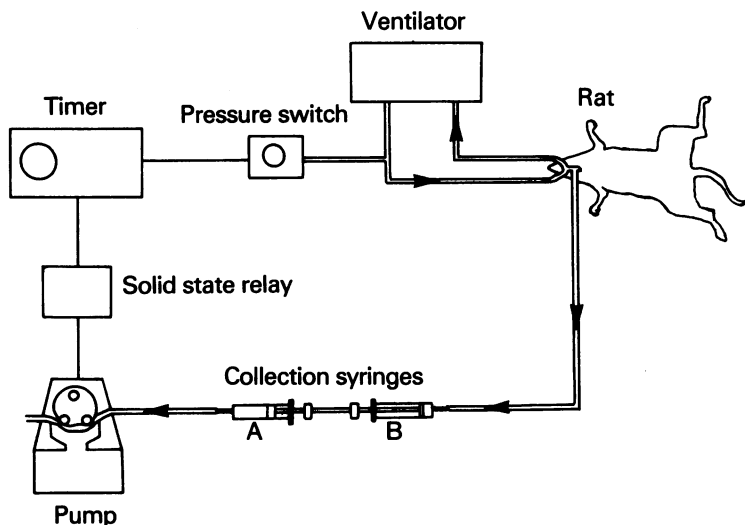 Ventilator
Rat
Timer
Pressure switch
Solid state relay
Collection syringes
A
B
Pump